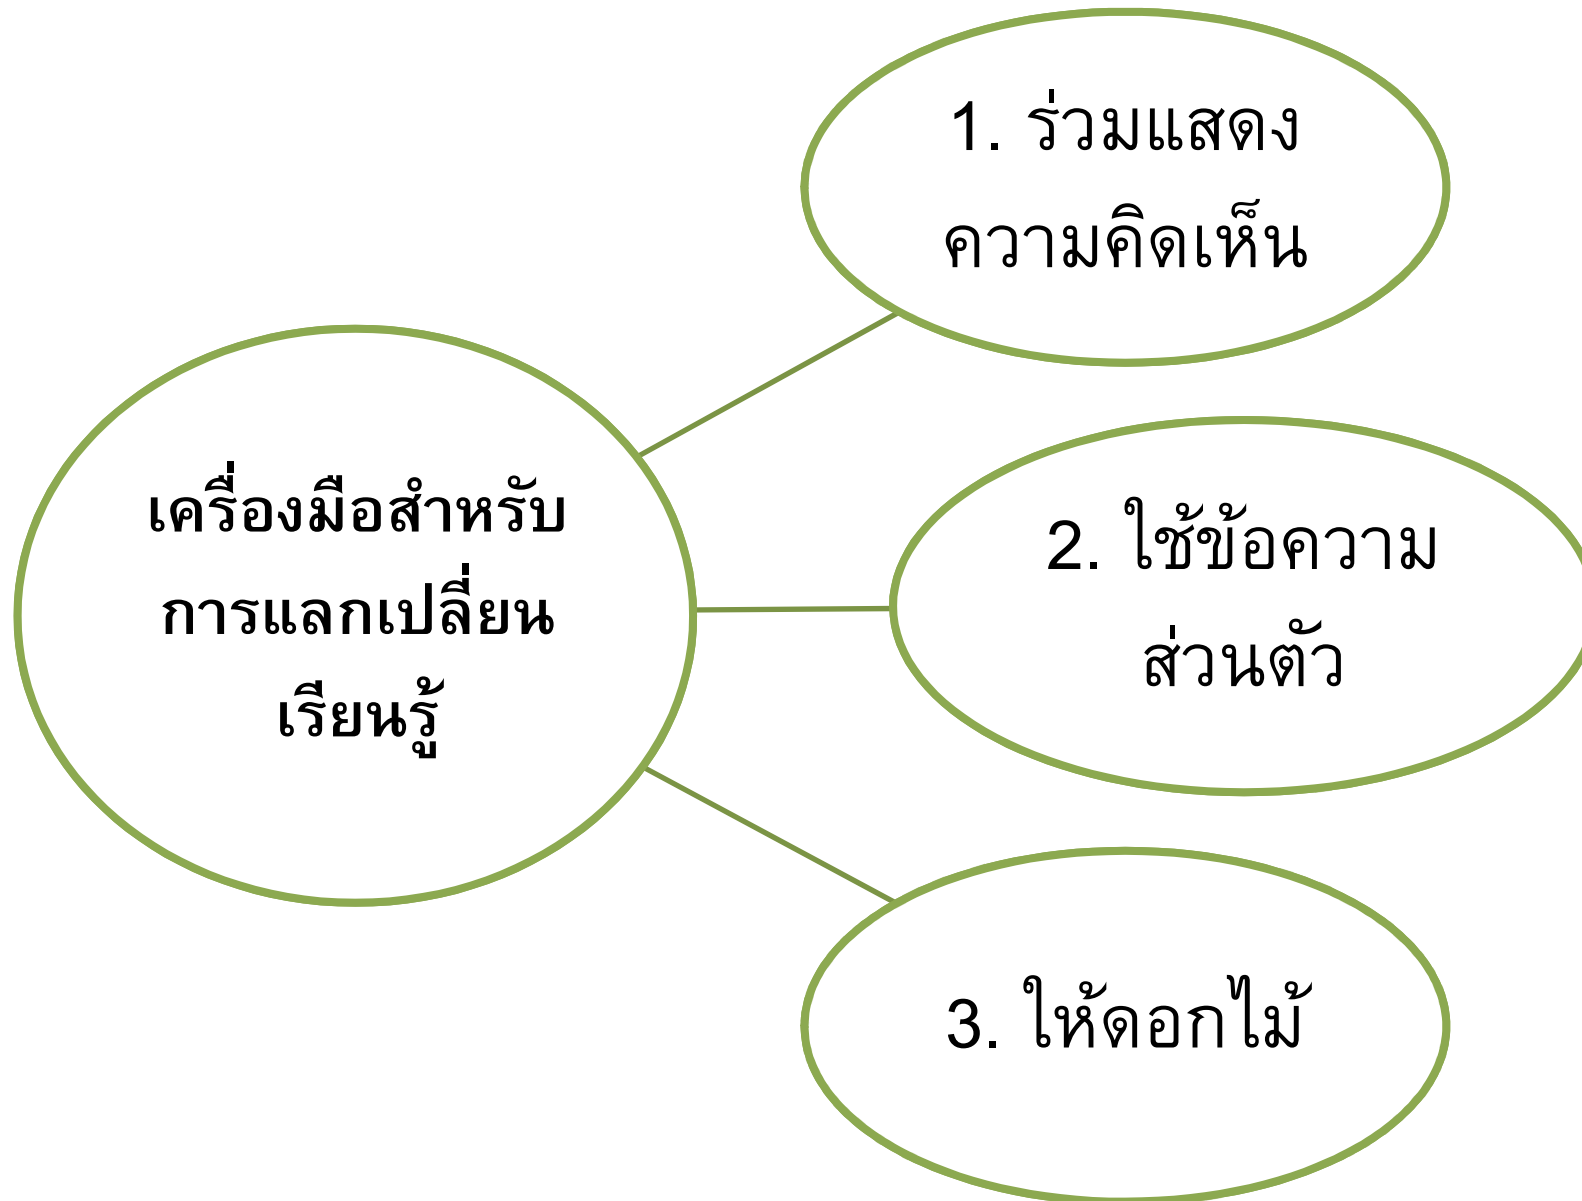 1. ร่วมแสดง
ความคิดเห็น
เครื่องมือสำหรับ
การแลกเปลี่ยน
เรียนรู้
2. ใช้ข้อความ
ส่วนตัว
3. ให้ดอกไม้